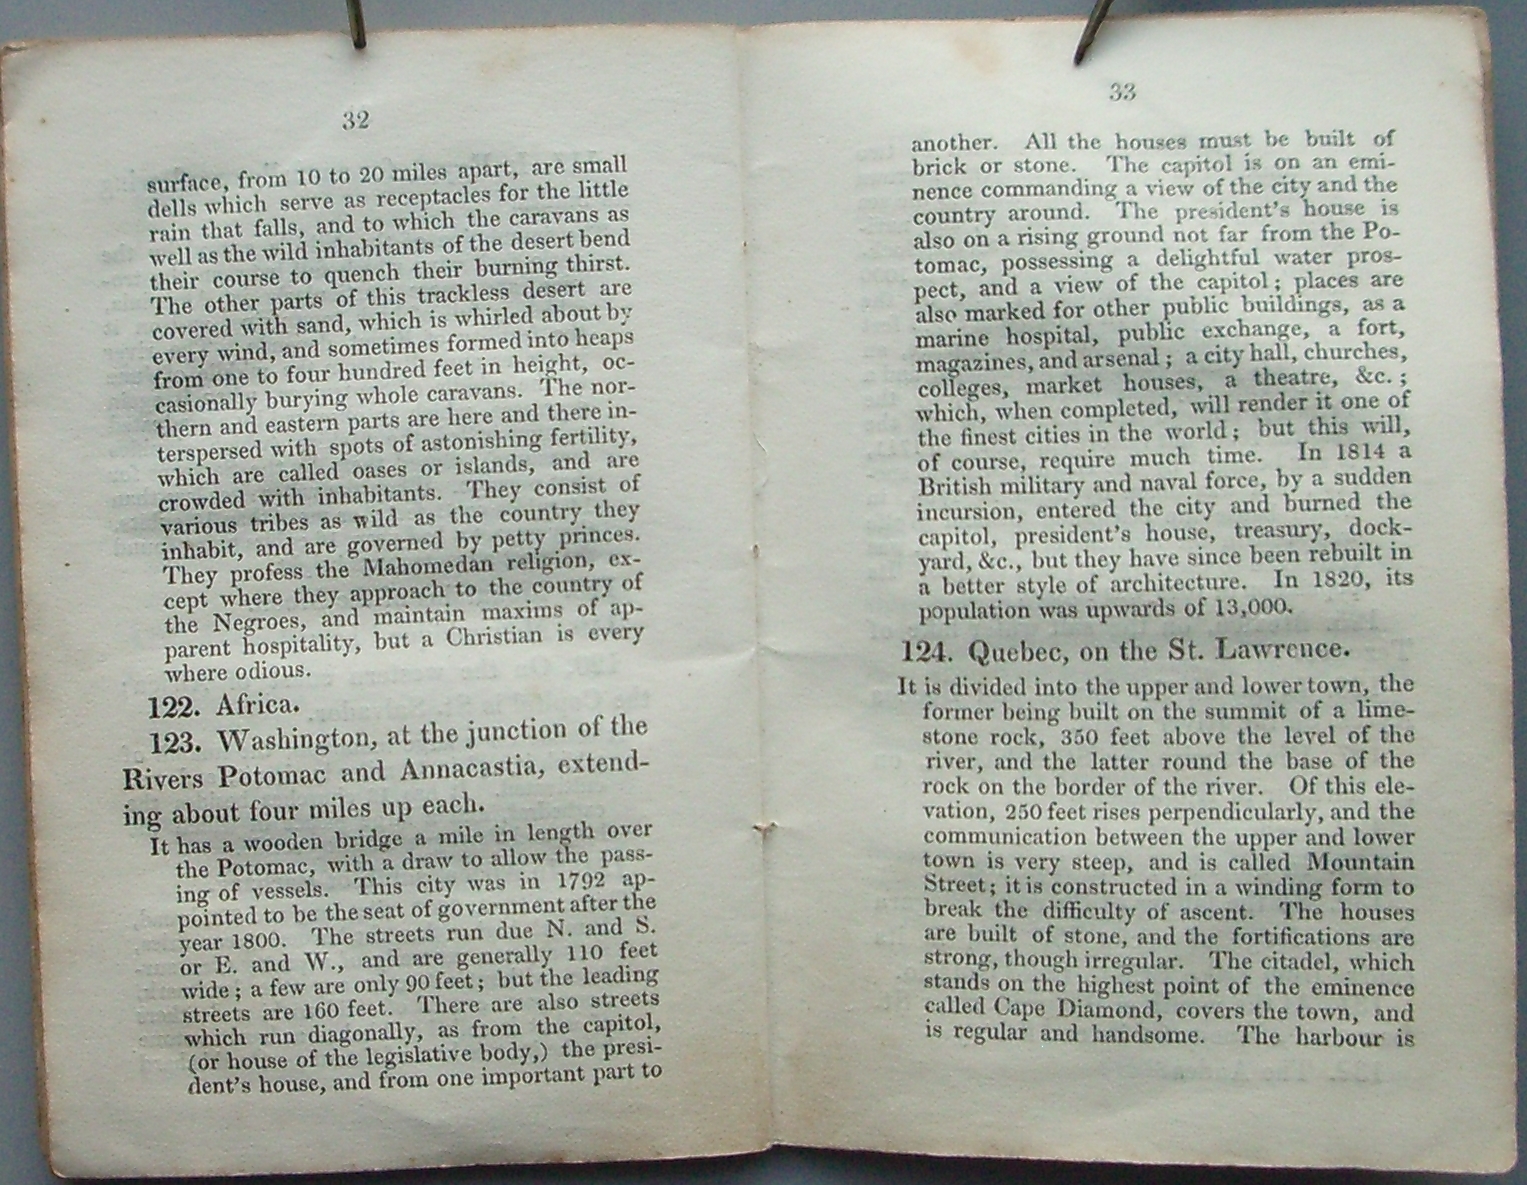 32
surface, from 10 to 20 miles apart, are small
dells which serve as receptacles for the little
rain that falls, and to which the caravans as
well as the wild inhabitants of the desert bend
their course to quench their burning thirst.
The other parts of this trackless desert are
covered with sand, which is whirled about by
every wind, and sometimes formed into heaps
from one to four hundred feet in height, oc-
casionally burying whole caravans. The nor-
thern and eastern parts are here and there in-
terspersed with spots of astonishing fertility,
which are called oases or islands, and are
crowded with inhabitants. They consist of
various tribes as wild as the country they
inhabit, and are governed by petty princes.
They profess the Mahomedan religion, ex-
cept where they approach to the country of
the Negroes, and maintain maxims of ap-
parent hospitality, but a Christian is every
where odious.
122. Africa.
123. Washington, at the junction of the
Rivers Potomac and Annacastia, extend-
ing about four miles up each.
It has a wooden bridge a mile in length over
the Potomac, with a draw to allow the pass-
ing of vessels. This city was in 1792 ap-
pointed to be the seat of government after the
year 1800. The streets run due N. and S.
or E. and W., and are generally 110 feet
wide; a few are only 90 feet; but the leading
streets are 160 feet. There are also streets
which run diagonally, as from the capitol,
(or house of the legislative body,) the presi-
dent's house, and from one important part to
33
another. All the houses must be built of
brick or stone. The capitol is on an emi-
nence commanding a view of the city and the
country around. The president's house is
also on a rising ground not far from the Po-
tomac, possessing a delightful water pros-
pect, and a view of the capitol; places are
also marked for other public buildings, as a
marine hospital, public exchange, a fort,
magazines, and arsenal; a city hall, churches,
colleges, market houses, a theatre, &c.;
which, when completed, will render it one of
the finest cities in the world; but this will,
of course, require much time. In 1814 a
British military and naval force, by a sudden
incursion, entered the city and burned the
capitol, president's house, treasury, dock-
yard, &c., but they have since been rebuilt in
a better style of architecture. In 1820, its
population was upwards of 13,000.
124. Quebec, on the St. Lawrence.
It is divided into the upper and lower town, the
former being built on the summit of a lime-
stone rock, 350 feet above the level of the
river, and the latter round the base of the
rock on the border of the river. Of this ele-
vation, 250 feet rises perpendicularly, and the
communication between the upper and lower
town is very steep, and is called Mountain
Street; it is constructed in a winding form to
break the difficulty of ascent. The houses
are built of stone, and the fortifications are
strong, though irregular. The citadel, which
stands on the highest point of the eminence
called Cape Diamond, covers the town, and
is regular and handsome. The harbour is